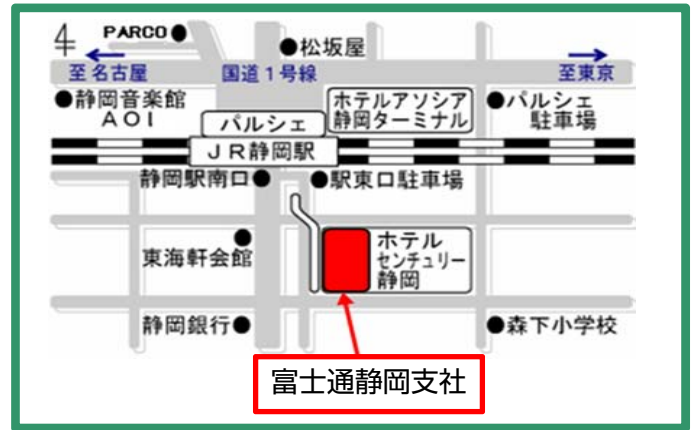 PARCO●
●松坂屋
至名古屋
国道1号線
至東京
●静岡音楽館
AOI
パルシェ
ホテルアソシア
静岡ターミナル
●パルシェ
駐車場
JR静岡駅
静岡駅南口●
●駅東口駐車場
●
東海軒会館
ホテル
センチュリー
静岡
静岡銀行●
●森下小学校
富士通静岡支社